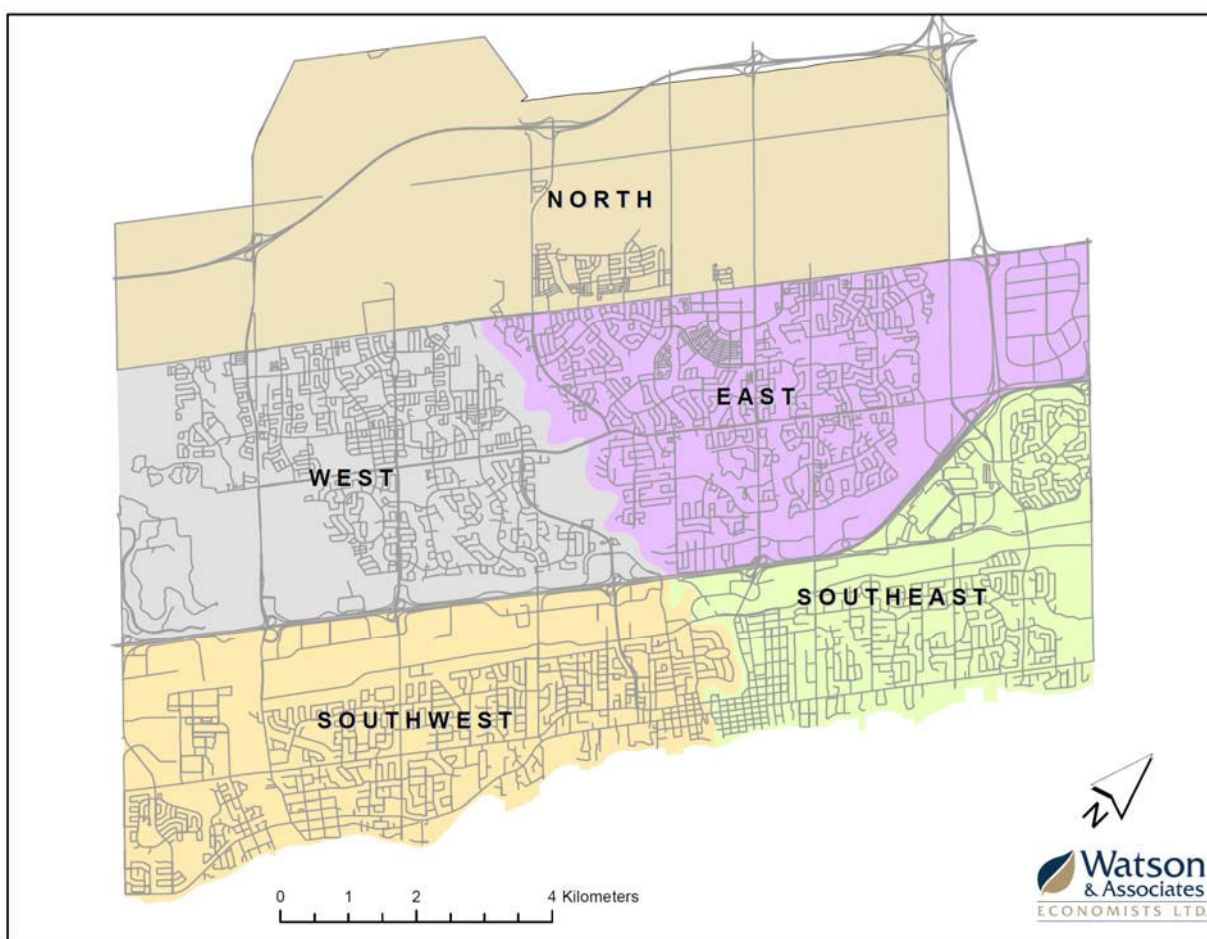 NORTH
EAST
WEST
SOUTHEAST
SOUTHWEST
N
0 1 2 4 Kilometers
Watson
& Associates
ECONOMISTS LTD.